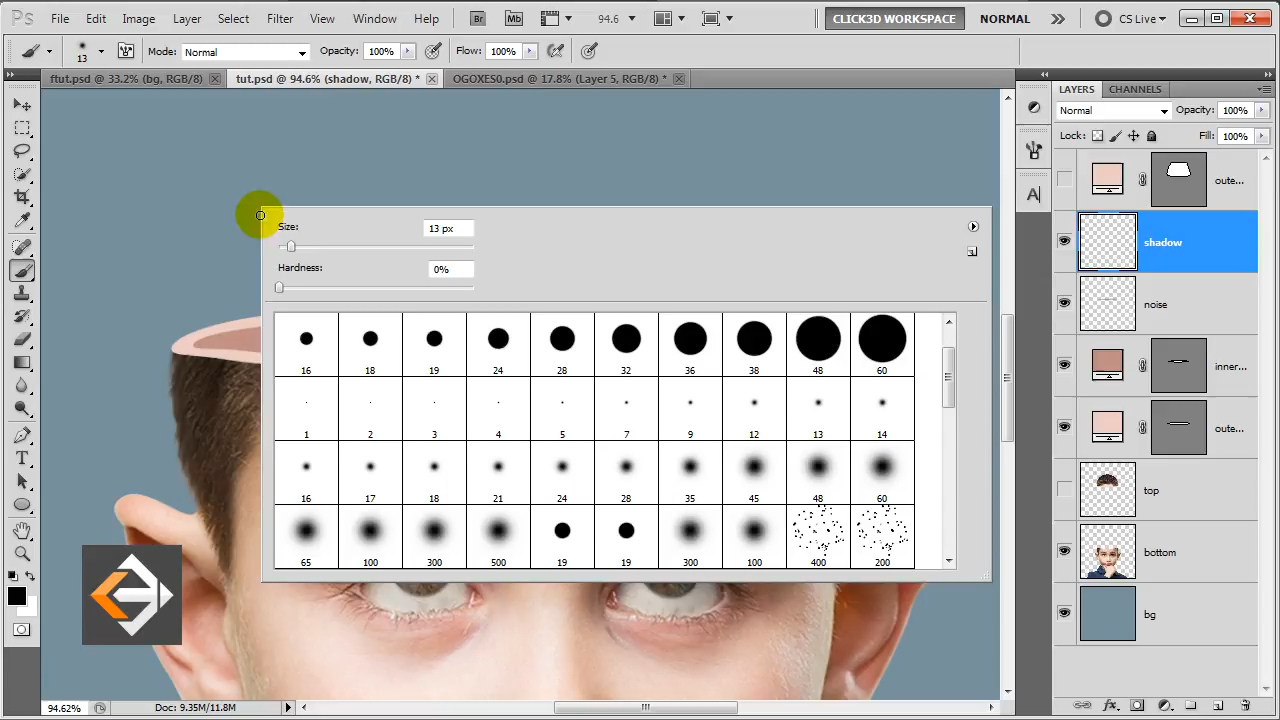 Ps File Edit Image Layer Select Filter View Window Help Br Mb 94.6 CLICK3D WORKSPACE NORMAL CS Live
13 Mode: Normal Opacity: 100% Flow: 100%
ftut.psd @ 33.2% (bg, RGB/8) tut.psd @ 94.6% (shadow, RGB/8) * OGOXES0.psd @ 17.8% (Layer 5, RGB/8) *
LAYERS CHANNELS
Normal Opacity: 100%
Lock: Fill: 100%
oute...
shadow
noise
inner...
oute...
top
bottom
bg
Size: 13 px
Hardness: 0%
16 18 19 24 28 32 36 38 48 60
1 2 3 4 5 7 9 12 13 14
16 17 18 21 24 28 35 45 48 60
65 100 300 500 19 19 300 100 400 200
A
T
94.62% Doc: 9.35M/11.8M